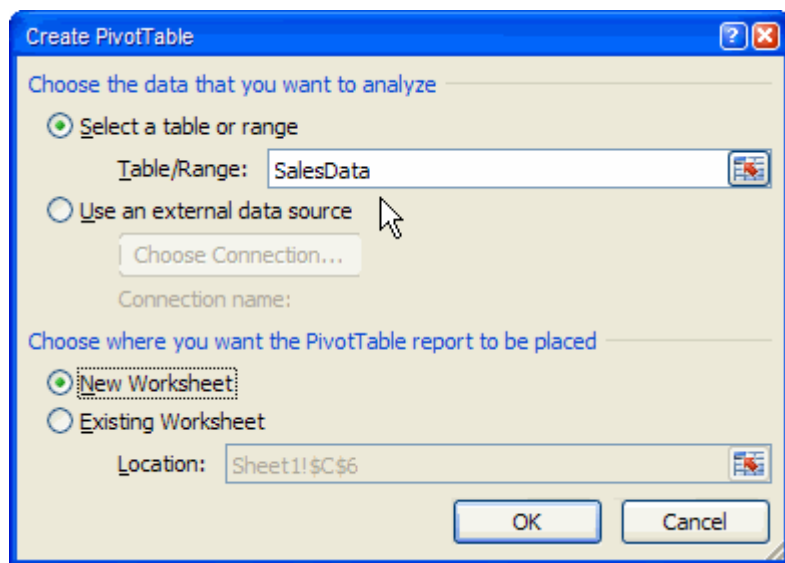 Create PivotTable
Choose the data that you want to analyze
Select a table or range
Table/Range: SalesData
Use an external data source
Choose Connection...
Connection name:
Choose where you want the PivotTable report to be placed
New Worksheet
Existing Worksheet
Location: Sheet1!$C$6
OK Cancel